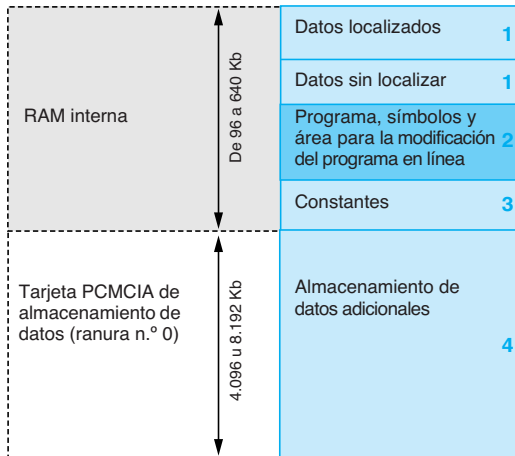 RAM interna
De 96 a 640 Kb
Datos localizados 1
Datos sin localizar 1
Programa, símbolos y
área para la modificación 2
del programa en línea
Constantes 3
Tarjeta PCMCIA de
almacenamiento de
datos (ranura n.º 0)
4.096 u 8.192 Kb
Almacenamiento de
datos adicionales
4